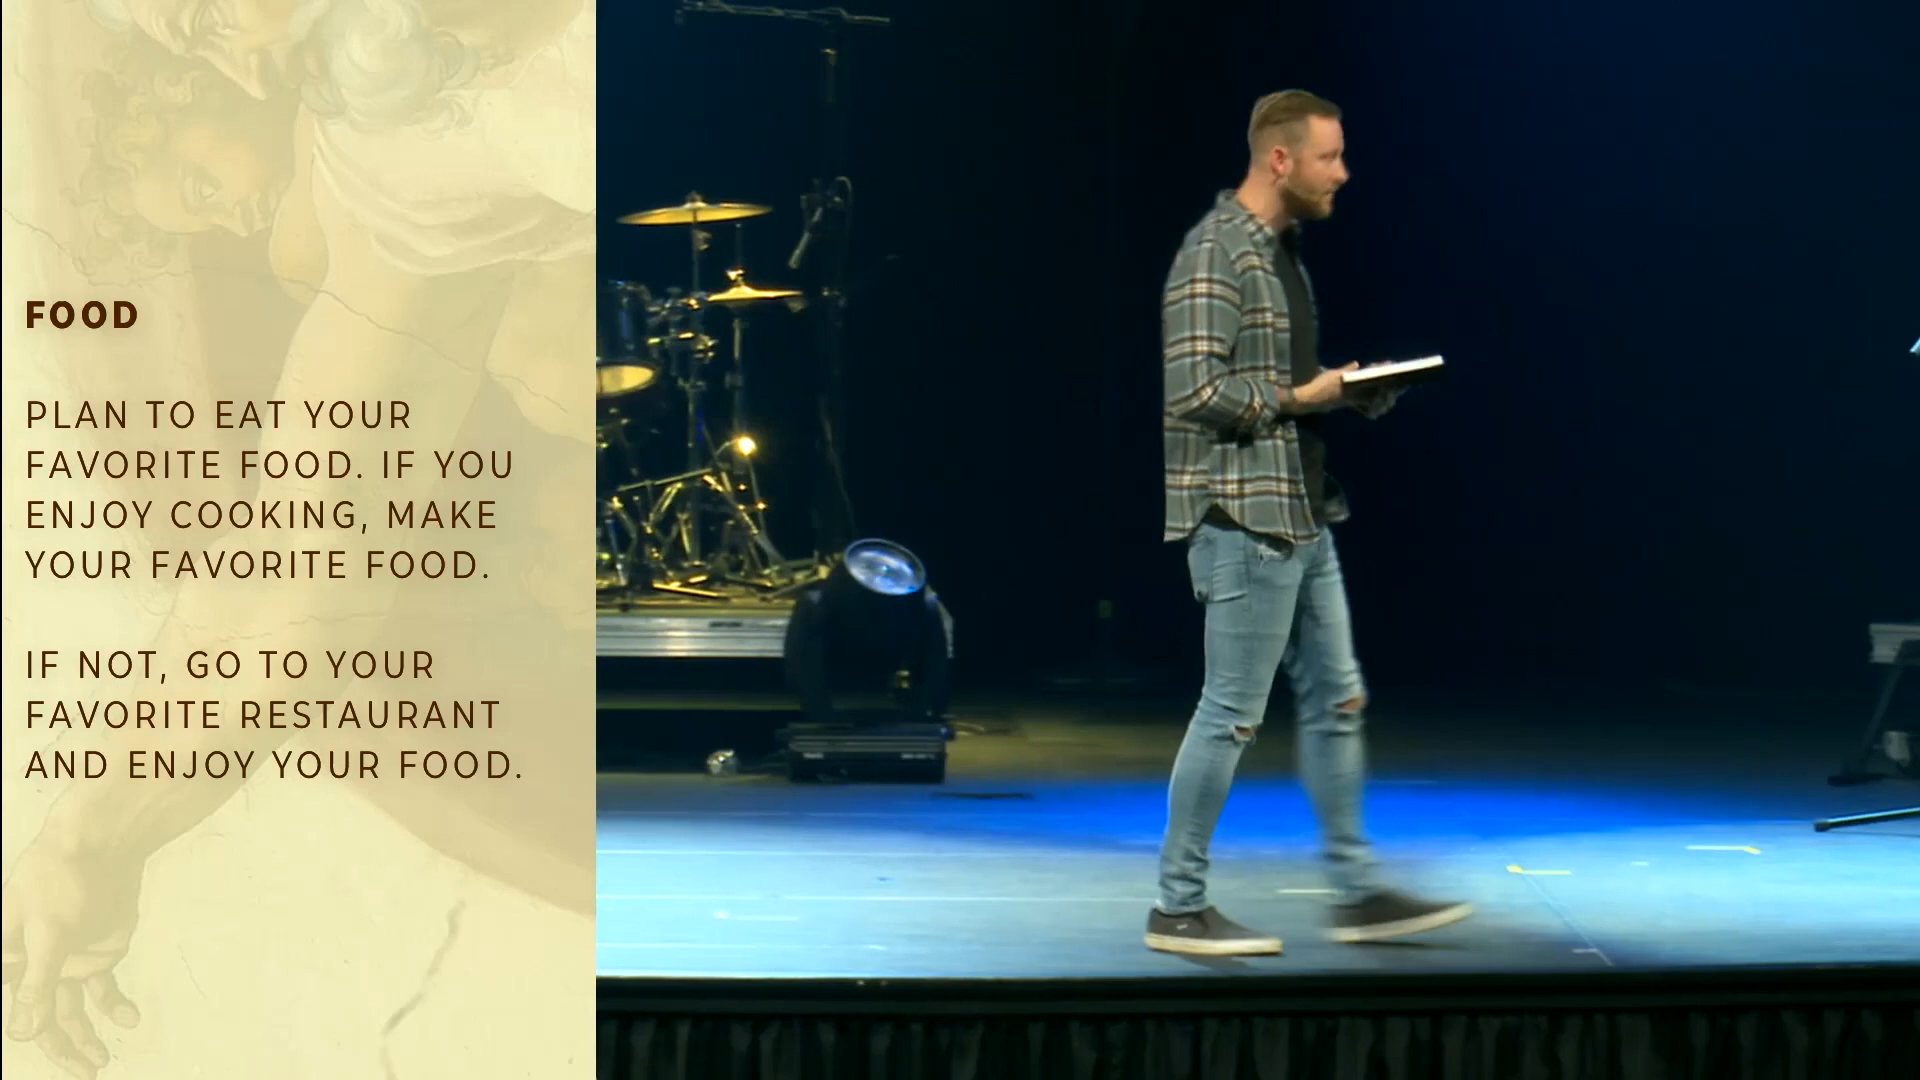 FOOD
PLAN TO EAT YOUR
FAVORITE FOOD. IF YOU
ENJOY COOKING, MAKE
YOUR FAVORITE FOOD.
IF NOT, GO TO YOUR
FAVORITE RESTAURANT
AND ENJOY YOUR FOOD.